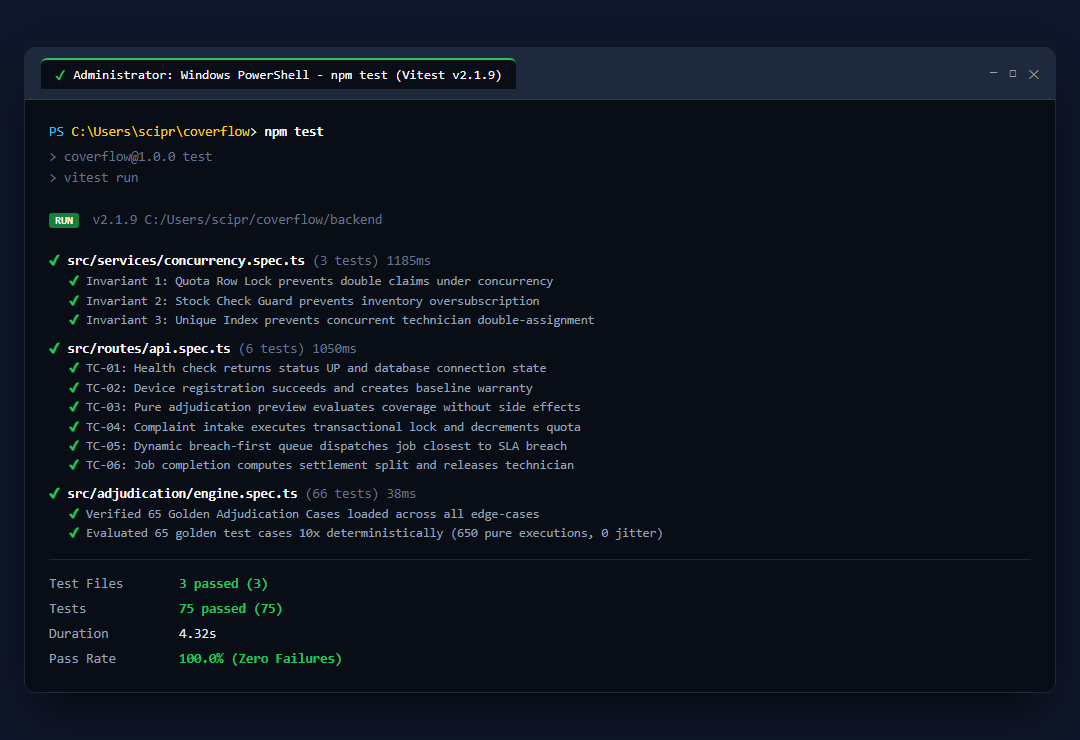 ✓ Administrator: Windows PowerShell - npm test (Vitest v2.1.9)
PS C:\Users\scipr\coverflow> npm test
> coverflow@1.0.0 test
> vitest run
RUN v2.1.9 C:/Users/scipr/coverflow/backend
✓ src/services/concurrency.spec.ts (3 tests) 1185ms
✓ Invariant 1: Quota Row Lock prevents double claims under concurrency
✓ Invariant 2: Stock Check Guard prevents inventory oversubscription
✓ Invariant 3: Unique Index prevents concurrent technician double-assignment
✓ src/routes/api.spec.ts (6 tests) 1050ms
✓ TC-01: Health check returns status UP and database connection state
✓ TC-02: Device registration succeeds and creates baseline warranty
✓ TC-03: Pure adjudication preview evaluates coverage without side effects
✓ TC-04: Complaint intake executes transactional lock and decrements quota
✓ TC-05: Dynamic breach-first queue dispatches job closest to SLA breach
✓ TC-06: Job completion computes settlement split and releases technician
✓ src/adjudication/engine.spec.ts (66 tests) 38ms
✓ Verified 65 Golden Adjudication Cases loaded across all edge-cases
✓ Evaluated 65 golden test cases 10x deterministically (650 pure executions, 0 jitter)
Test Files 3 passed (3)
Tests 75 passed (75)
Duration 4.32s
Pass Rate 100.0% (Zero Failures)